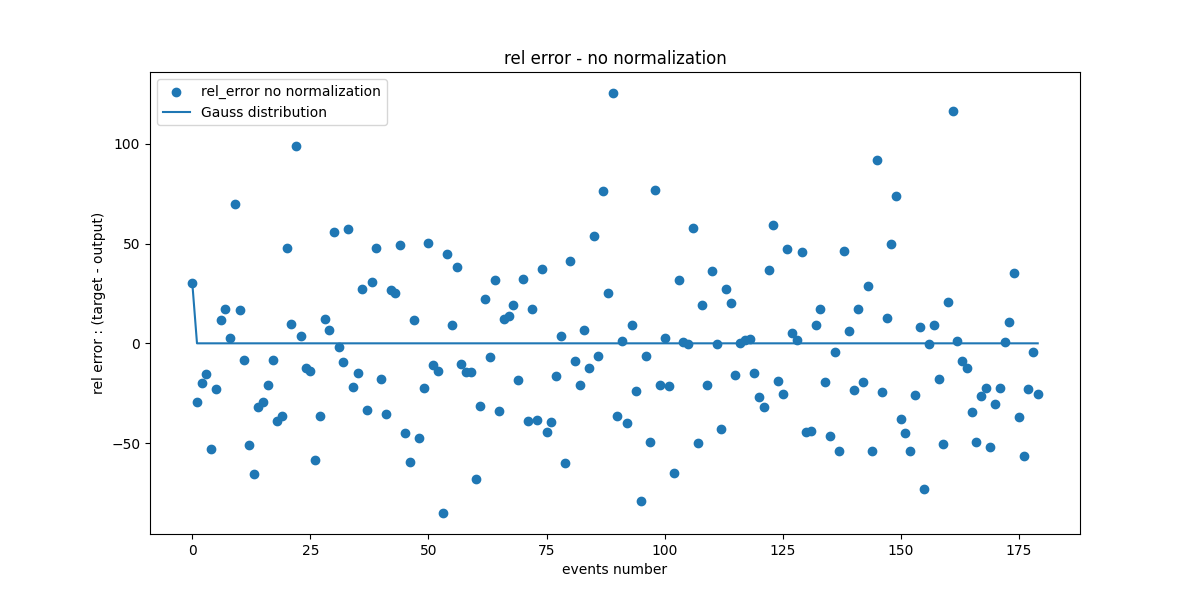 rel error - no normalization
rel_error no normalization
Gauss distribution
rel error : (target - output)
100
50
0
−50
0
25
50
75
100
125
150
175
events number